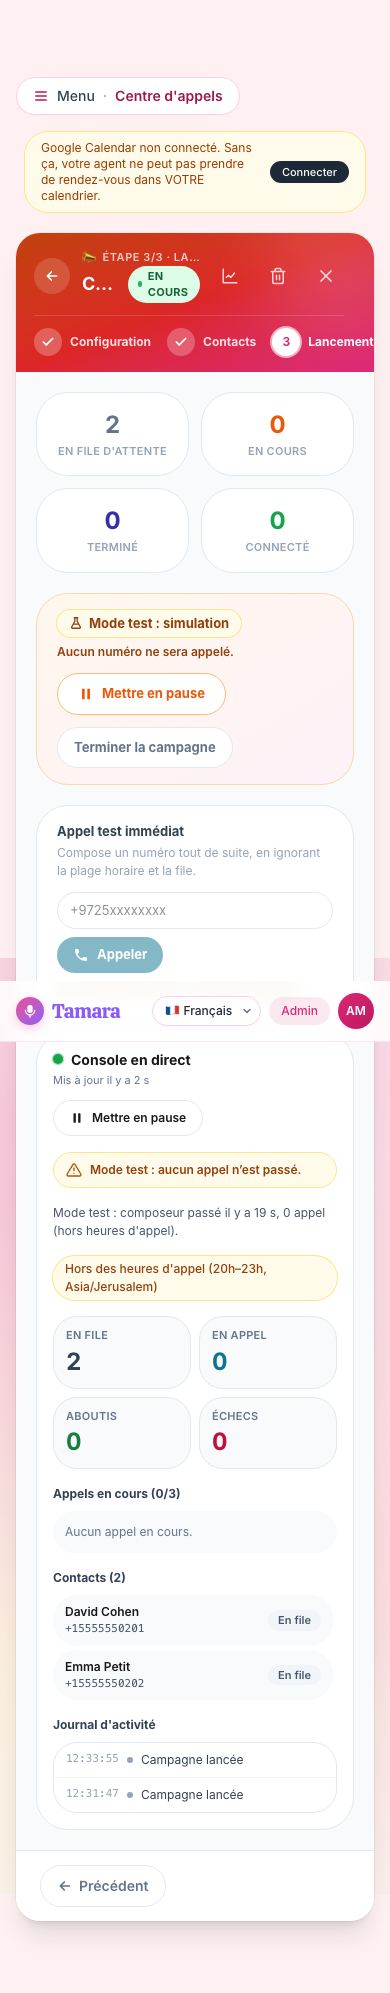 Menu · Centre d'appels
Google Calendar non connecté. Sans
ça, votre agent ne peut pas prendre
de rendez-vous dans VOTRE
calendrier.
Connecter
ÉTAPE 3/3 · LA...
C...
EN
COURS
Configuration
Contacts
3 Lancement
2
EN FILE D'ATTENTE
0
EN COURS
0
TERMINÉ
0
CONNECTÉ
Mode test : simulation
Aucun numéro ne sera appelé.
Mettre en pause
Terminer la campagne
Appel test immédiat
Compose un numéro tout de suite, en ignorant
la plage horaire et la file.
+9725xxxxxxxx
Appeler
Tamara
Français
Admin
AM
Console en direct
Mis à jour il y a 2 s
Mettre en pause
Mode test : aucun appel n’est passé.
Mode test : composeur passé il y a 19 s, 0 appel
(hors heures d'appel).
Hors des heures d'appel (20h–23h,
Asia/Jerusalem)
EN FILE
2
EN APPEL
0
ABOUTIS
0
ÉCHECS
0
Appels en cours (0/3)
Aucun appel en cours.
Contacts (2)
David Cohen
+15555550201
En file
Emma Petit
+15555550202
En file
Journal d'activité
12:33:55 Campagne lancée
12:31:47 Campagne lancée
Précédent